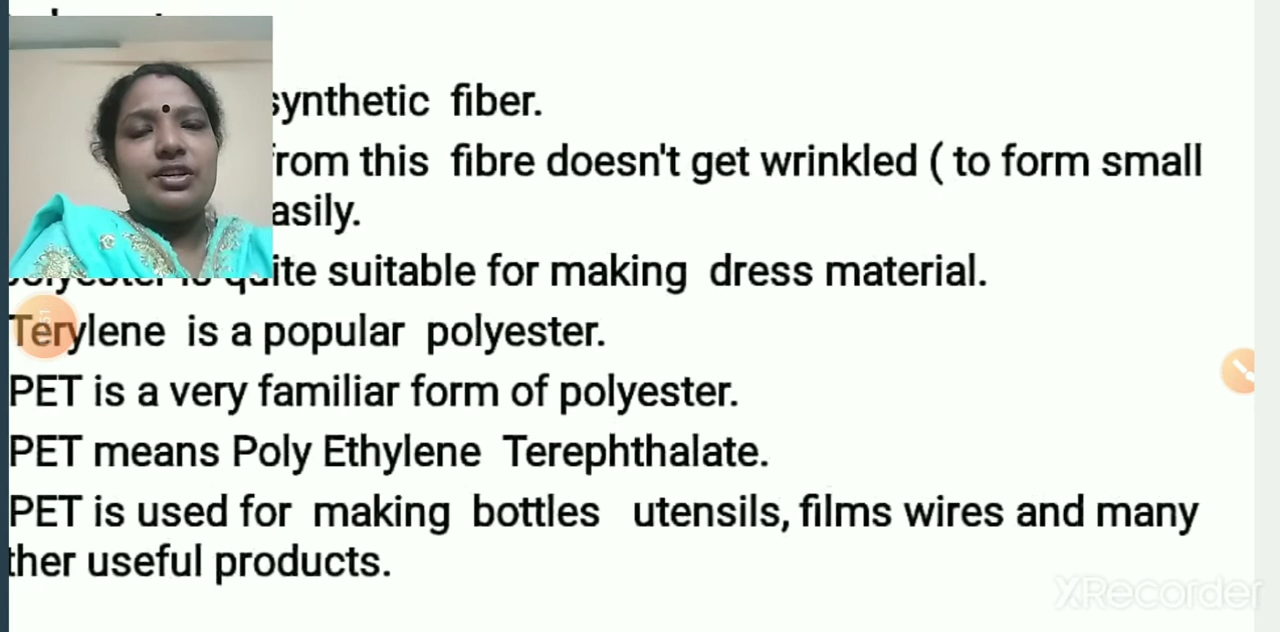 synthetic fiber.
from this fibre doesn't get wrinkled ( to form small
asily.
quite suitable for making dress material.
Terylene is a popular polyester.
PET is a very familiar form of polyester.
PET means Poly Ethylene Terephthalate.
PET is used for making bottles utensils, films wires and many
ther useful products.
XRecorder